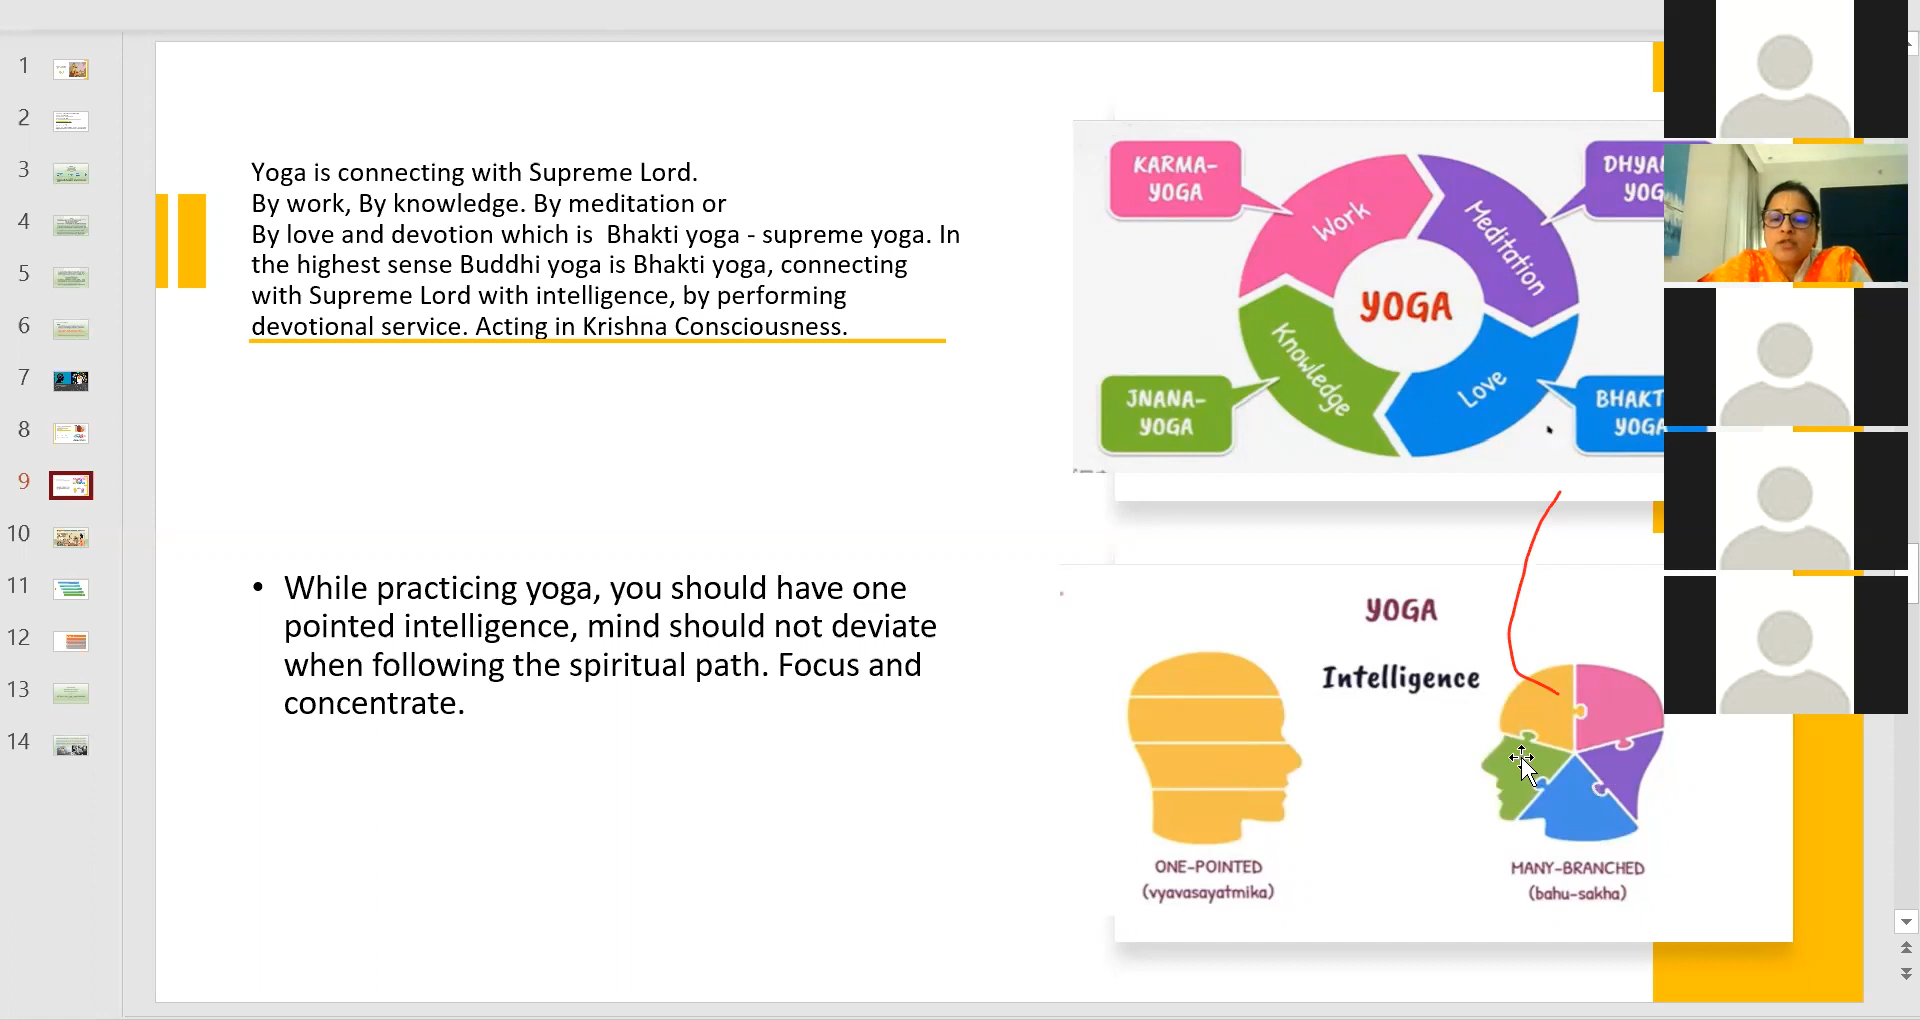 1
2
3
4
5
6
7
8
9
10
11
12
13
14
Yoga is connecting with Supreme Lord.
By work, By knowledge. By meditation or
By love and devotion which is  Bhakti yoga - supreme yoga. In
the highest sense Buddhi yoga is Bhakti yoga, connecting
with Supreme Lord with intelligence, by performing
devotional service. Acting in Krishna Consciousness.
• While practicing yoga, you should have one
pointed intelligence, mind should not deviate
when following the spiritual path. Focus and
concentrate.
KARMA-
YOGA
Work
Meditation
DHYA
YOG
YOGA
JNANA-
YOGA
Knowledge
Love
BHAKT
YOGA
YOGA
Intelligence
ONE-POINTED
(vyavasayatmika)
MANY-BRANCHED
(bahu-sakha)